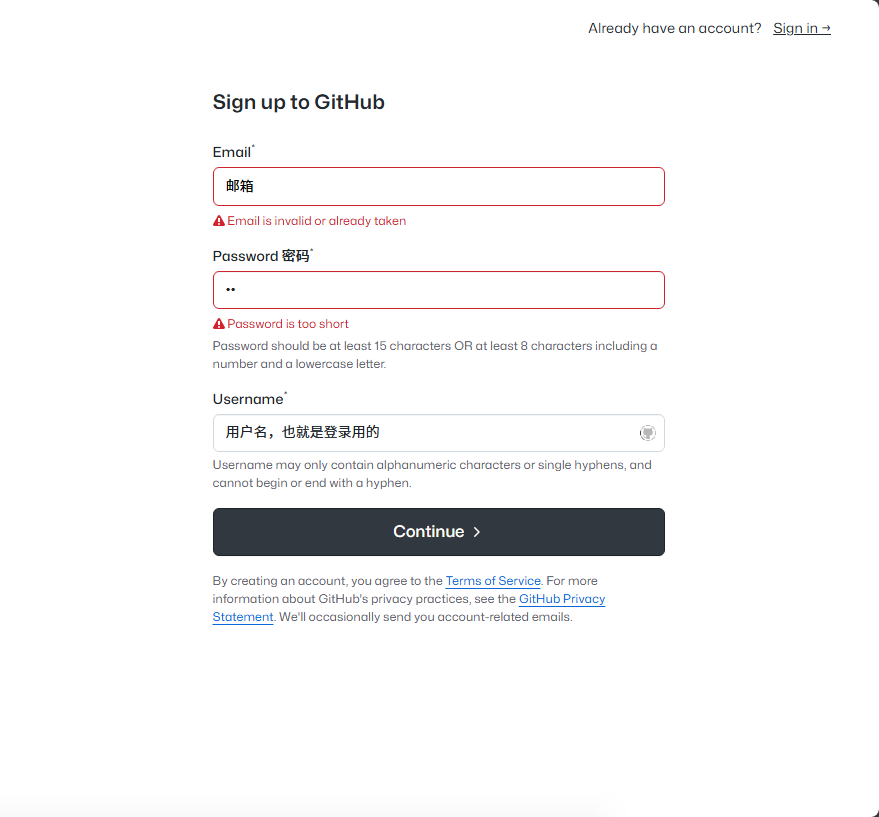 Already have an account? Sign in →
Sign up to GitHub
Email*
邮箱
Email is invalid or already taken
Password 密码*
••
Password is too short
Password should be at least 15 characters OR at least 8 characters including a
number and a lowercase letter.
Username*
用户名，也就是登录用的
Username may only contain alphanumeric characters or single hyphens, and
cannot begin or end with a hyphen.
Continue >
By creating an account, you agree to the Terms of Service. For more
information about GitHub's privacy practices, see the GitHub Privacy
Statement. We'll occasionally send you account-related emails.